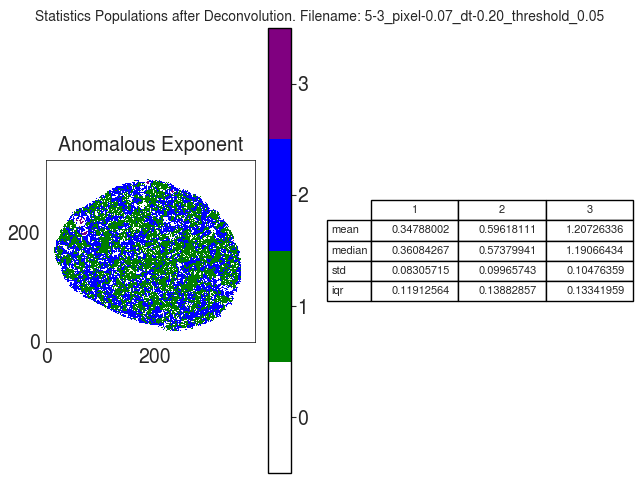 Statistics Populations after Deconvolution. Filename: 5-3_pixel-0.07_dt-0.20_threshold_0.05
Anomalous Exponent
200
0
0 200
3
2
1
0
1 2 3
mean 0.34788002 0.59618111 1.20726336
median 0.36084267 0.57379941 1.19066434
std 0.08305715 0.09965743 0.10476359
iqr 0.11912564 0.13882857 0.13341959